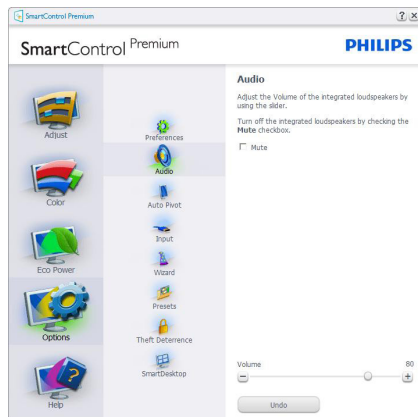 SmartControl Premium
SmartControl Premium
PHILIPS
Adjust
Color
Eco Power
Options
Help
Preferences
Audio
Auto Pivot
Input
Wizard
Presets
Theft Deterrence
SmartDesktop
Audio
Adjust the Volume of the integrated loudspeakers by
using the slider.
Turn off the integrated loudspeakers by checking the
Mute checkbox.
Mute
Volume 80
Undo